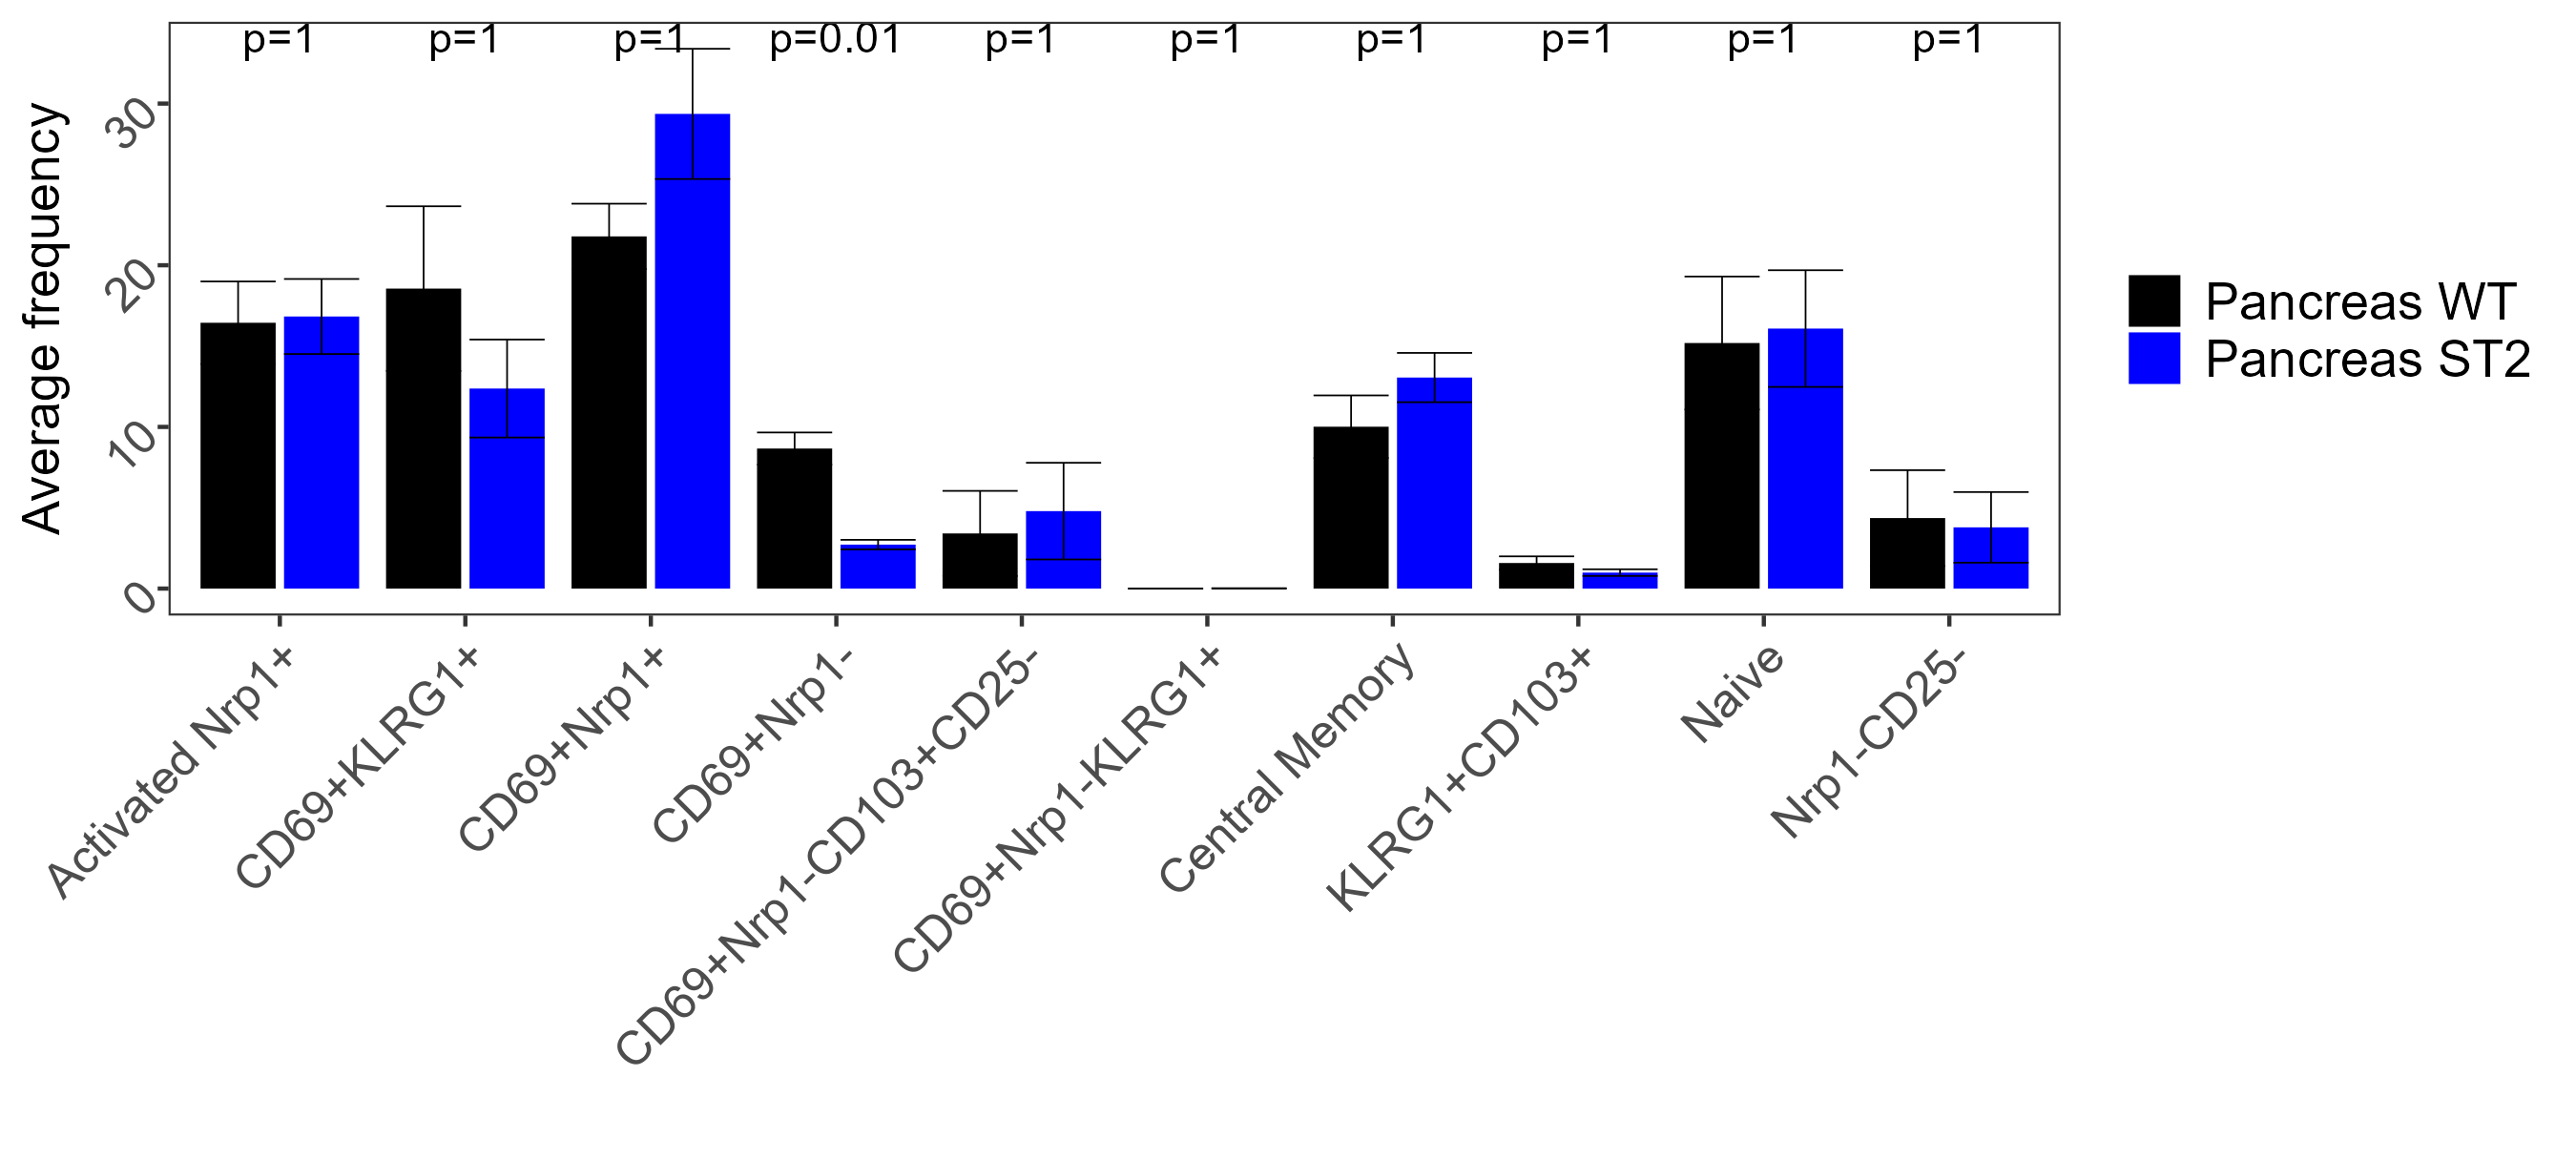 p=1 p=1 p=1 p=0.01 p=1 p=1 p=1 p=1 p=1 p=1
Average frequency
30
20
10
0
Activated Nrp1+
CD69+KLRG1+
CD69+Nrp1+
CD69+Nrp1-
CD69+Nrp1-CD103+CD25-
CD69+Nrp1-KLRG1+
Central Memory
KLRG1+CD103+
Naive
Nrp1-CD25-
Pancreas WT
Pancreas ST2